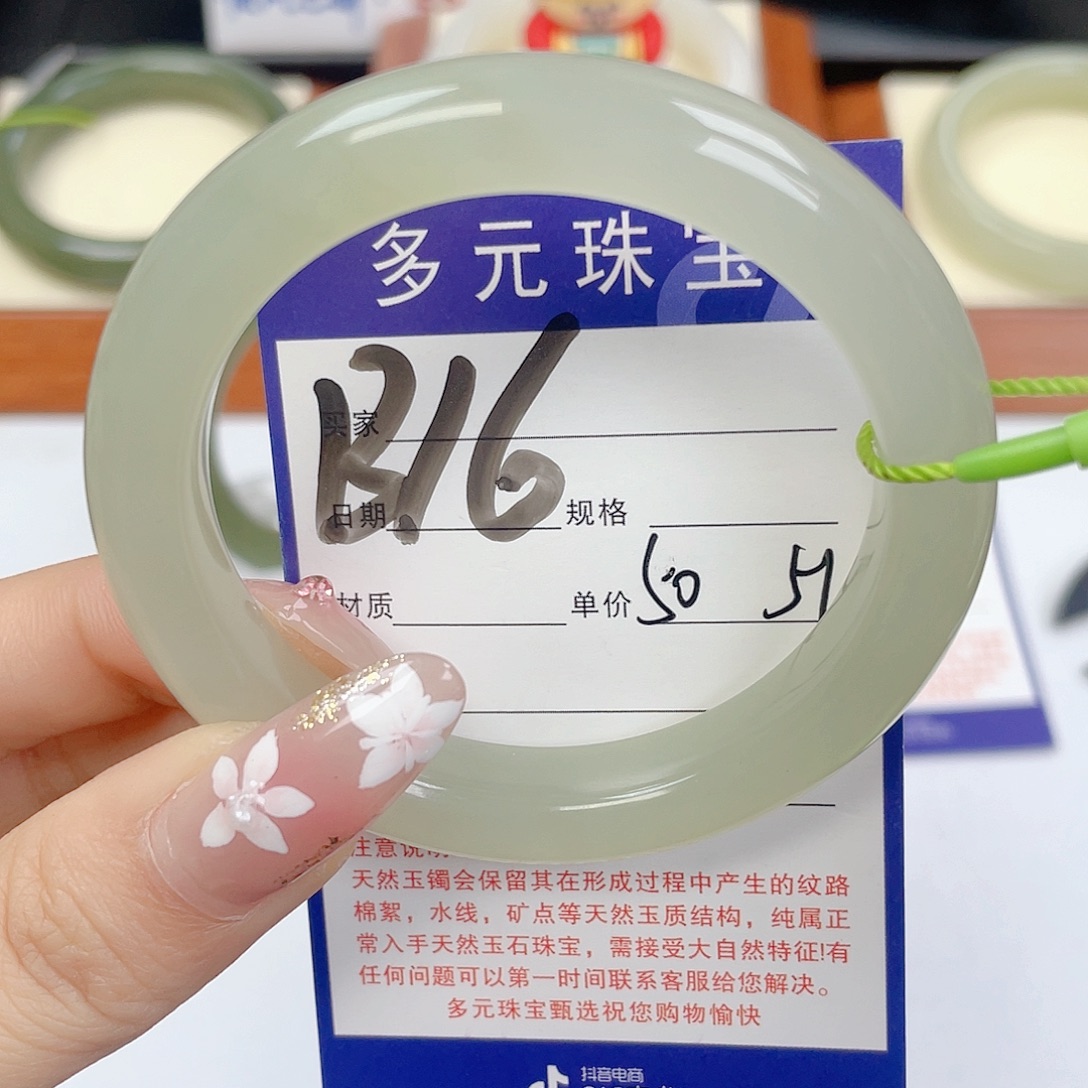 多元珠宝
B16
买家
日期 规格
材质 单价 50 51
注意说明
天然玉镯会保留其在形成过程中产生的纹路
棉絮，水线，矿点等天然玉质结构，纯属正
常入手天然玉石珠宝，需接受大自然特征!有
任何问题可以第一时间联系客服给您解决。
多元珠宝甄选祝您购物愉快
抖音电商